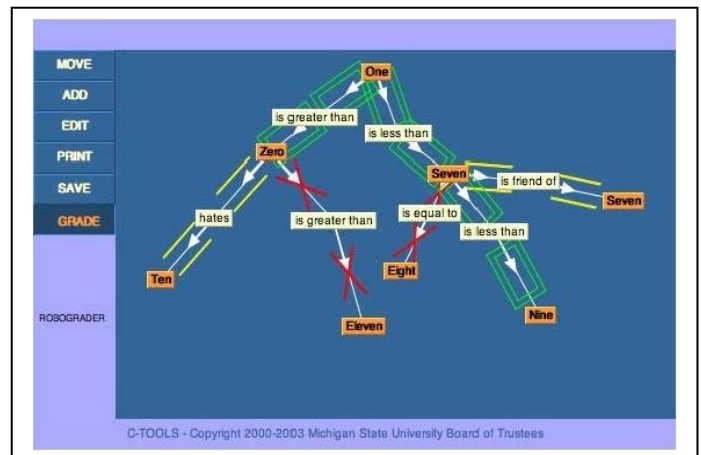 MOVE
ADD
EDIT
PRINT
SAVE
GRADE
ROBOGRADER
One
is greater than
is less than
Zero
Seven
is friend of
Seven
hates
is greater than
is equal to
is less than
Ten
Eight
Eleven
Nine
C-TOOLS - Copyright 2000-2003 Michigan State University Board of Trustees